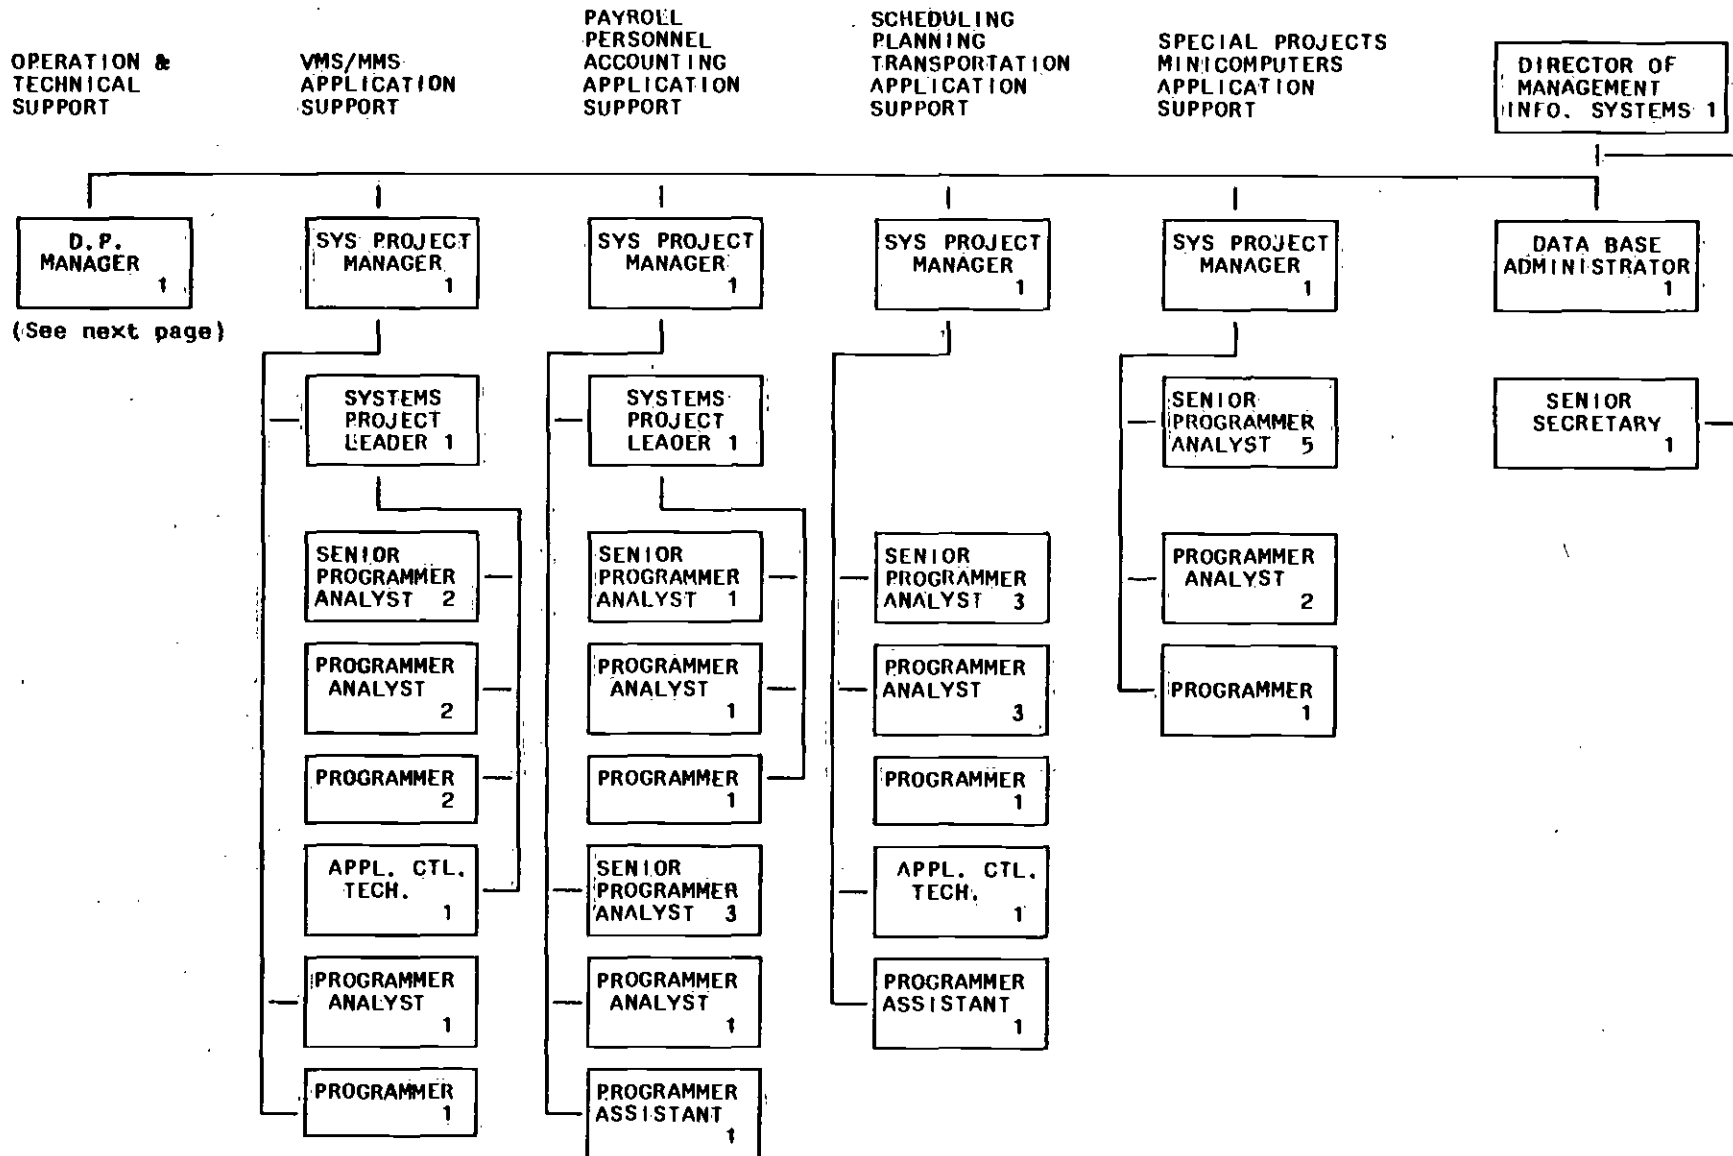 OPERATION &
TECHNICAL
SUPPORT
VMS/MMS
APPLICATION
SUPPORT
PAYROLL
PERSONNEL
ACCOUNTING
APPLICATION
SUPPORT
SCHEDULING
PLANNING
TRANSPORTATION
APPLICATION
SUPPORT
SPECIAL PROJECTS
MINICOMPUTERS
APPLICATION
SUPPORT
DIRECTOR OF
MANAGEMENT
INFO. SYSTEMS 1
D.P.
MANAGER
1
(See next page)
SYS PROJECT
MANAGER
1
SYS PROJECT
MANAGER
1
SYS PROJECT
MANAGER
1
SYS PROJECT
MANAGER
1
DATA BASE
ADMINISTRATOR
1
SYSTEMS
PROJECT
LEADER 1
SYSTEMS
PROJECT
LEAOER 1
SENIOR
PROGRAMMER
ANALYST 5
SENIOR
SECRETARY
1
SENIOR
PROGRAMMER
ANALYST 2
SENIOR
PROGRAMMER
ANALYST 1
SENIOR
PROGRAMMER
ANALYST 3
PROGRAMMER
ANALYST
2
PROGRAMMER
ANALYST
2
PROGRAMMER
ANALYST
1
PROGRAMMER
ANALYST
3
PROGRAMMER
1
PROGRAMMER
2
PROGRAMMER
1
PROGRAMMER
1
APPL. CTL.
TECH.
1
SENIOR
PROGRAMMER
ANALYST 3
APPL. CTL.
TECH.
1
PROGRAMMER
ANALYST
1
PROGRAMMER
ANALYST
1
PROGRAMMER
ASSISTANT
1
PROGRAMMER
1
PROGRAMMER
ASSISTANT
1